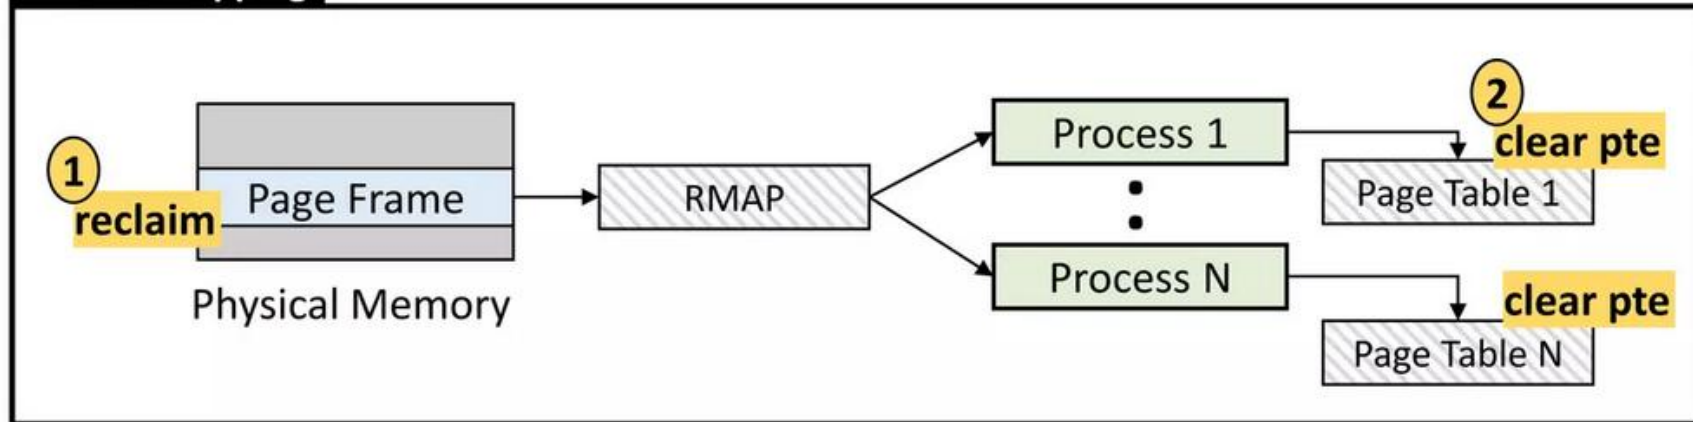 1
reclaim
Page Frame
Physical Memory
RMAP
Process 1
Process N
2
clear pte
Page Table 1
clear pte
Page Table N